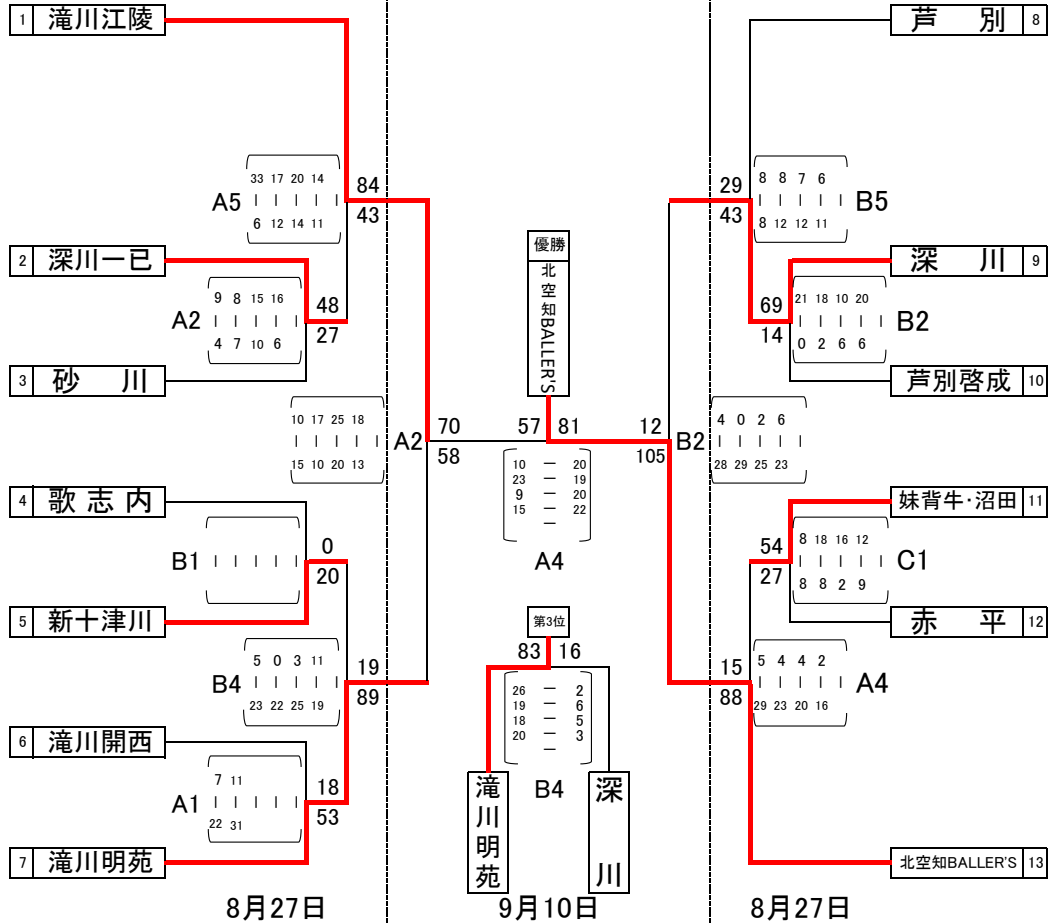 1 滝川江陵
33 17 20 14
A5
6 12 14 11
84
43
2 深川一已
9 8 15 16
A2
4 7 10 6
48
27
3 砂川
10 17 25 18
A2
15 10 20 13
70
58
4 歌志内
B1
0
20
5 新十津川
5 0 3 11
B4
23 22 25 19
19
89
6 滝川開西
7 11
A1
22 31
18
53
7 滝川明苑
8月27日
優勝
北空知BALLER'S
57 81
10 ー 20
23 ー 19
9 ー 20
15 ー 22
ー
A4
第3位
83 16
26 ー 2
19 ー 6
18 ー 5
20 ー 3
ー
B4
滝川明苑
深川
9月10日
芦別 8
29
43
8 8 7 6
B5
8 12 12 11
深川 9
69
14
21 18 10 20
B2
0 2 6 6
芦別啓成 10
12
105
B2
4 0 2 6
28 29 25 23
妹背牛・沼田 11
54
27
8 18 16 12
C1
8 8 2 9
赤平 12
15
88
5 4 4 2
A4
29 23 20 16
北空知BALLER'S 13
8月27日